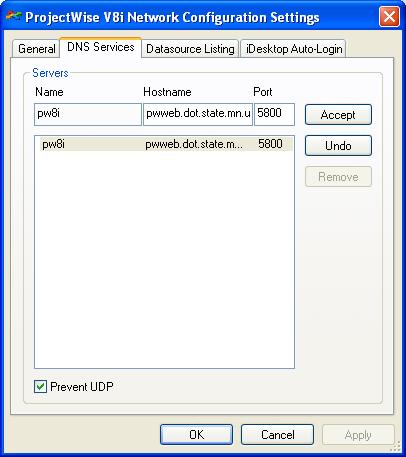 ProjectWise V8i Network Configuration Settings
General DNS Services Datasource Listing iDesktop Auto-Login
Servers
Name Hostname Port
pw8i pwweb.dot.state.mn.u 5800 Accept
pw8i pwweb.dot.state.m... 5800 Undo
Remove
Prevent UDP
OK Cancel Apply